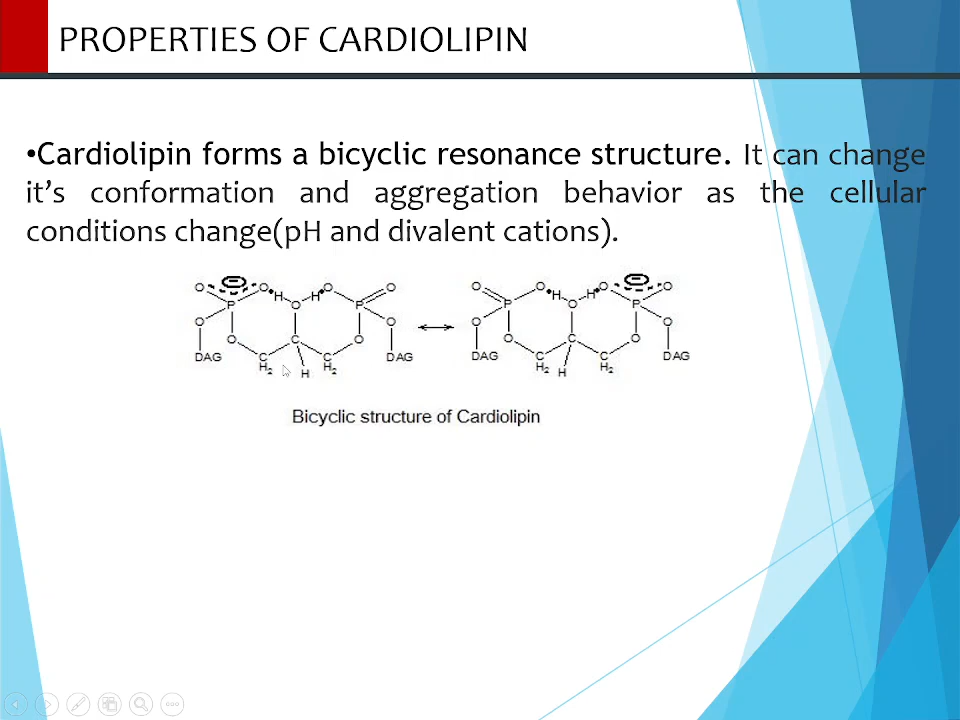 PROPERTIES OF CARDIOLIPIN
•Cardiolipin forms a bicyclic resonance structure. It can change
it’s conformation and aggregation behavior as the cellular
conditions change(pH and divalent cations).
O O H H O O O O H H O O
P O P P O P
O O O O
O C O O C O
DAG C C DAG DAG C C DAG
H2 H H2 H2 H H2
Bicyclic structure of Cardiolipin